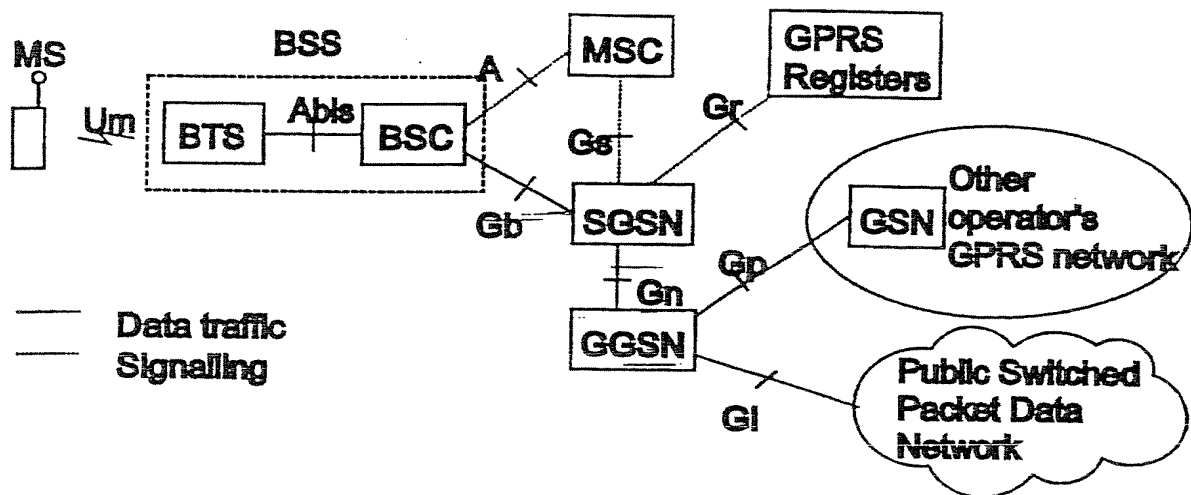 MS
BSS
Um
BTS
Abis
BSC
A
MSC
GPRS
Registers
Gs
Gr
Gb
SGSN
GSN
Other
operator's
GPRS network
Gp
Gn
GGSN
Data traffic
Signalling
Gi
Public Switched
Packet Data
Network